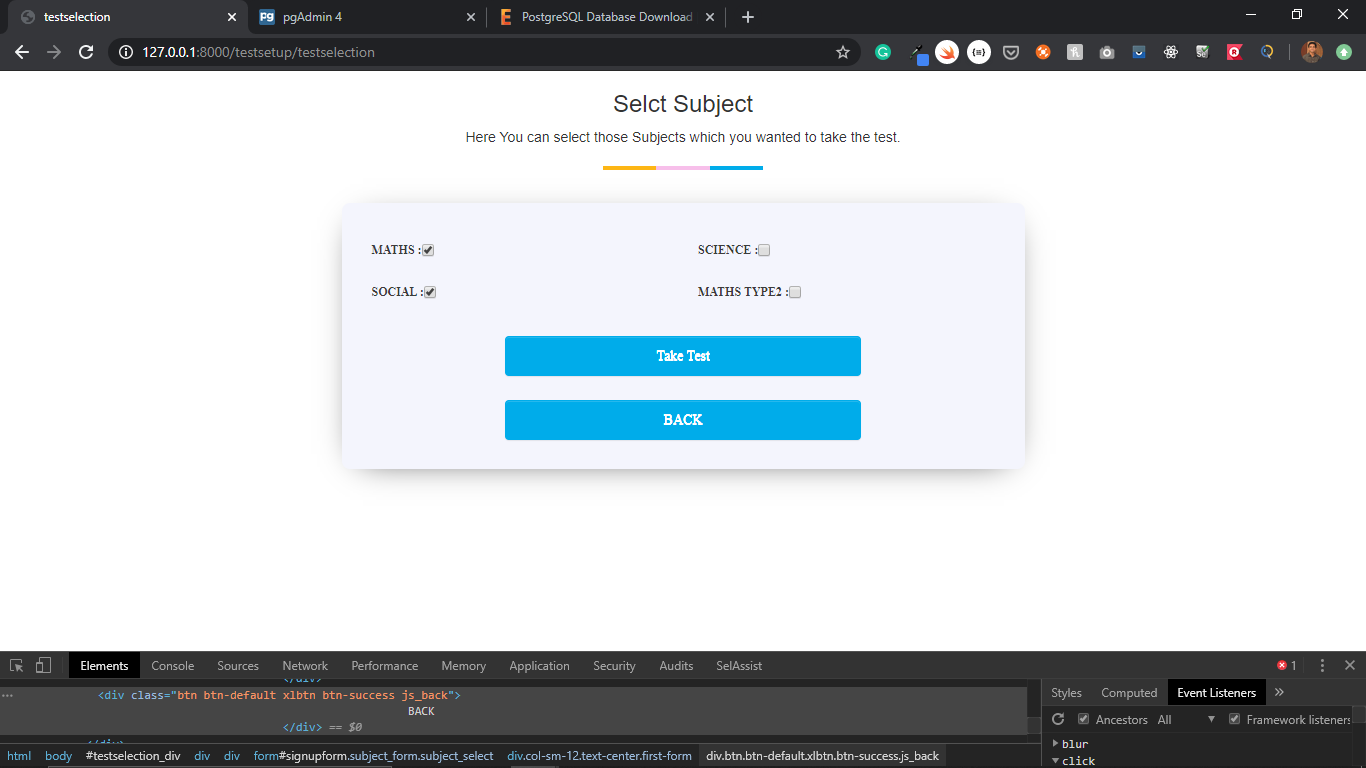 testselection
pgAdmin 4
PostgreSQL Database Download
127.0.0.1:8000/testsetup/testselection
Selct Subject
Here You can select those Subjects which you wanted to take the test.
MATHS :
SCIENCE :
SOCIAL :
MATHS TYPE2 :
Take Test
BACK
Elements Console Sources Network Performance Memory Application Security Audits SelAssist
1
</div>
<div class="btn btn-default xlbtn btn-success js_back">
BACK
</div> == $0
</div>
html body #testselection_div div div form#signupform.subject_form.subject_select div.col-sm-12.text-center.first-form div.btn.btn-default.xlbtn.btn-success.js_back
Styles Computed Event Listeners »
Ancestors All Framework listeners
blur
click